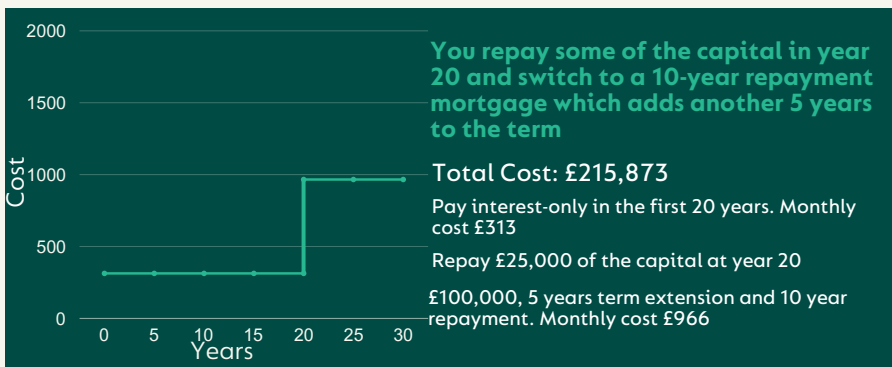 2000
1500
1000
500
0
Cost
0 5 10 15 20 25 30
Years
You repay some of the capital in year
20 and switch to a 10-year repayment
mortgage which adds another 5 years
to the term
Total Cost: £215,873
Pay interest-only in the first 20 years. Monthly
cost £313
Repay £25,000 of the capital at year 20
£100,000, 5 years term extension and 10 year
repayment. Monthly cost £966